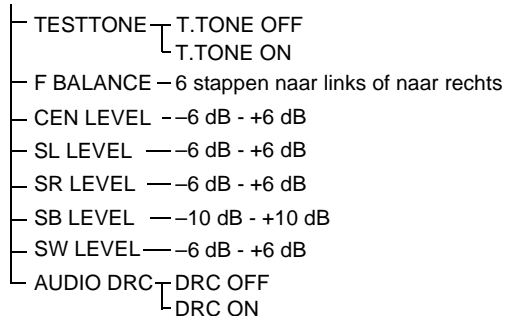 TESTTONE T.TONE OFF
T.TONE ON
F BALANCE 6 stappen naar links of naar rechts
CEN LEVEL –6 dB - +6 dB
SL LEVEL –6 dB - +6 dB
SR LEVEL –6 dB - +6 dB
SB LEVEL –10 dB - +10 dB
SW LEVEL –6 dB - +6 dB
AUDIO DRC DRC OFF
DRC ON